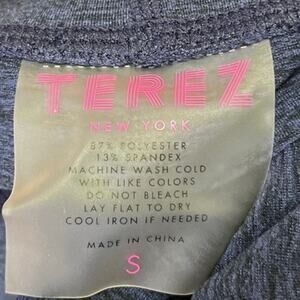 TEREZ
NEW YORK
87% POLYESTER
13% SPANDEX
MACHINE WASH COLD
WITH LIKE COLORS
DO NOT BLEACH
LAY FLAT TO DRY
COOL IRON IF NEEDED
MADE IN CHINA
S